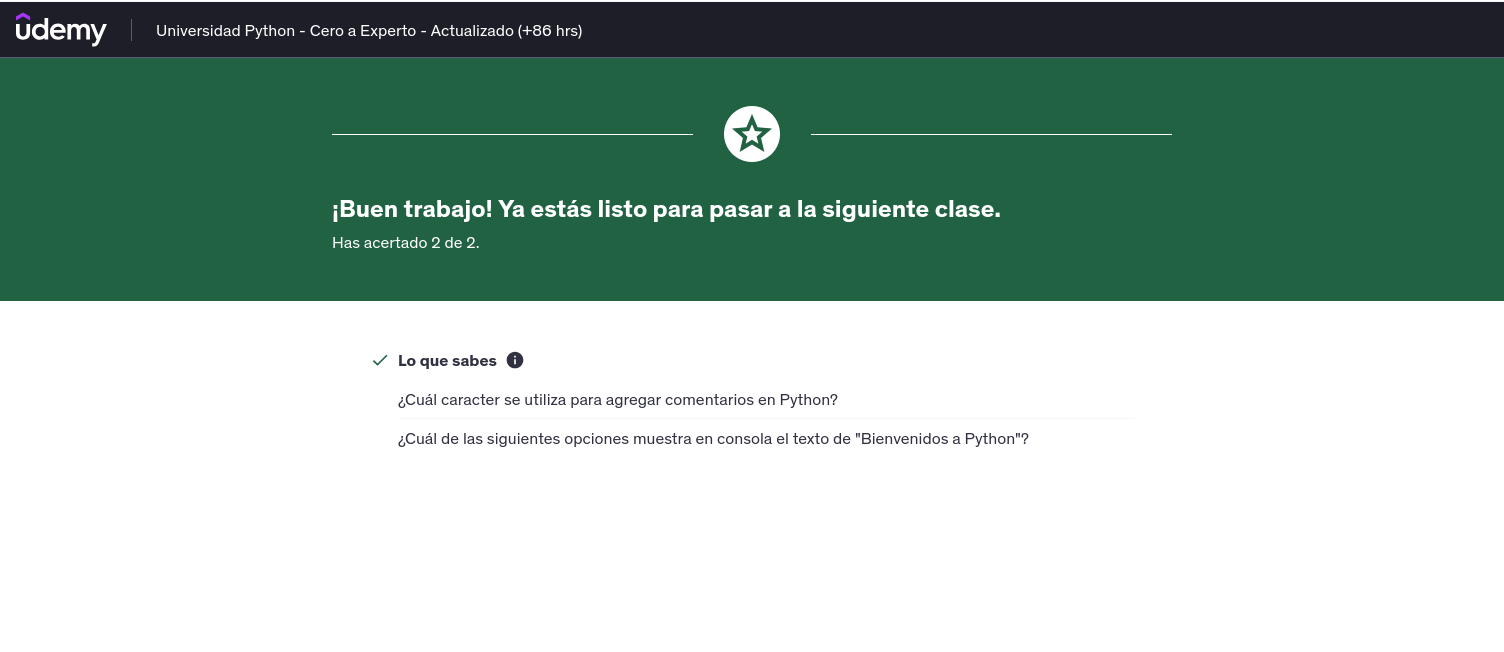 udemy
Universidad Python - Cero a Experto - Actualizado (+86 hrs)
¡Buen trabajo! Ya estás listo para pasar a la siguiente clase.
Has acertado 2 de 2.
Lo que sabes
¿Cuál caracter se utiliza para agregar comentarios en Python?
¿Cuál de las siguientes opciones muestra en consola el texto de "Bienvenidos a Python"?